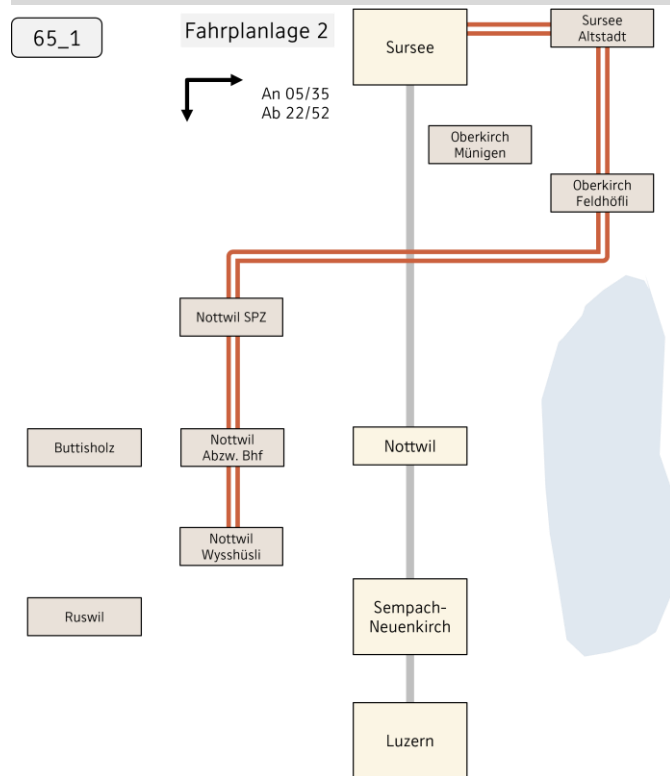 65_1
Fahrplanlage 2
An 05/35
Ab 22/52
Sursee
Sursee
Altstadt
Oberkirch
Münigen
Oberkirch
Feldhöfli
Nottwil SPZ
Buttisholz
Nottwil
Abzw. Bhf
Nottwil
Nottwil
Wysshüsli
Ruswil
Sempach-
Neuenkirch
Luzern